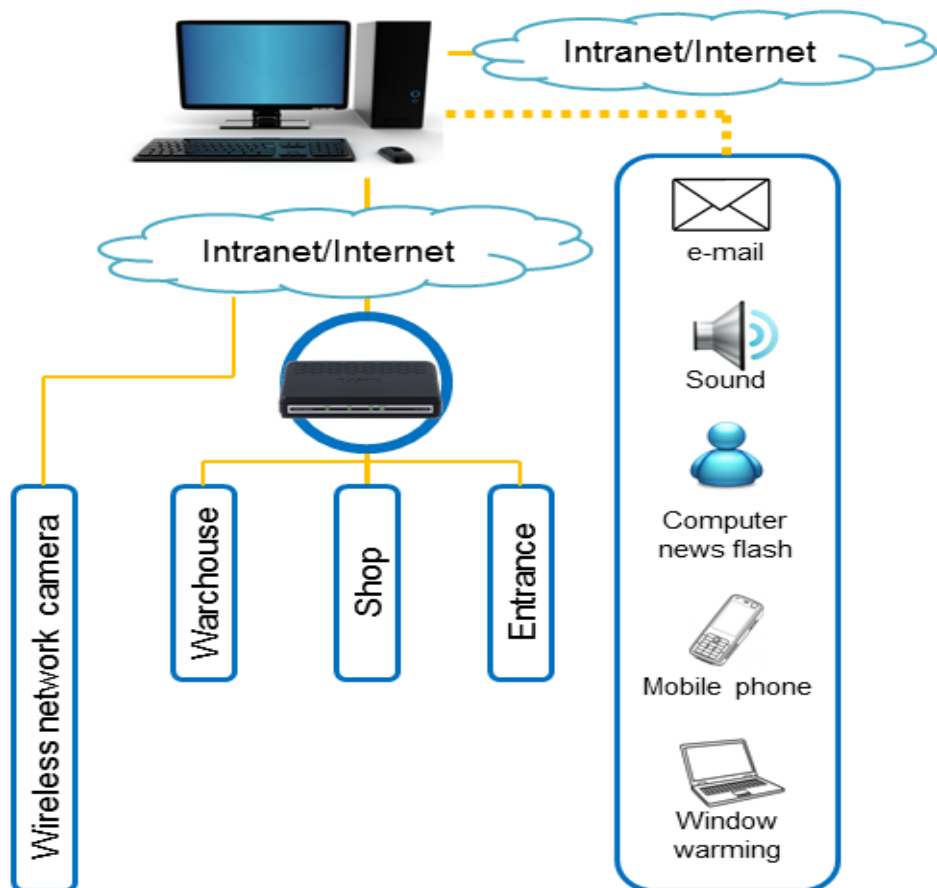 Intranet/Internet
Intranet/Internet
e-mail
Sound
Computer
news flash
Mobile phone
Window
warming
Wireless network camera
Warchouse
Shop
Entrance